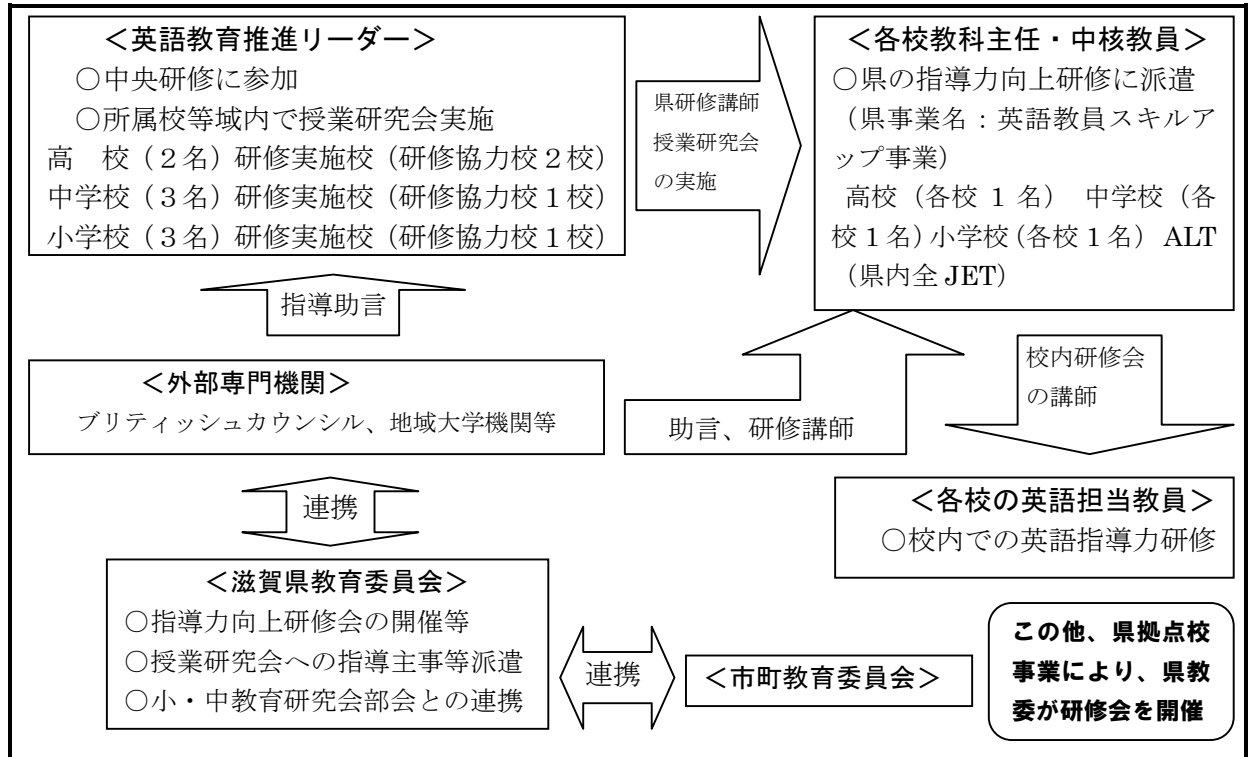 ＜英語教育推進リーダー＞
○中央研修に参加
○所属校等域内で授業研究会実施
高　校（２名）研修実施校（研修協力校２校）
中学校（３名）研修実施校（研修協力校１校）
小学校（３名）研修実施校（研修協力校１校）
県研修講師
授業研究会
の実施
＜各校教科主任・中核教員＞
○県の指導力向上研修に派遣
（県事業名：英語教員スキルア
ップ事業）
高校（各校 1 名）　中学校（各
校１名）小学校（各校１名） ALT
（県内全 JET）
指導助言
＜外部専門機関＞
ブリティッシュカウンシル、地域大学機関等
助言、研修講師
校内研修会
の講師
連携
＜各校の英語担当教員＞
○校内での英語指導力研修
＜滋賀県教育委員会＞
○指導力向上研修会の開催等
○授業研究会への指導主事等派遣
○小・中教育研究会部会との連携
連携
＜市町教育委員会＞
この他、県拠点校
事業により、県教
委が研修会を開催